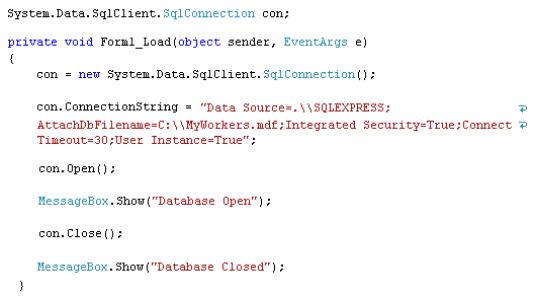 System.Data.SqlClient.SqlConnection con;
private void Form1_Load(object sender, EventArgs e)
{
con = new System.Data.SqlClient.SqlConnection();
con.ConnectionString = "Data Source=.\\SQLEXPRESS;
AttachDbFilename=C:\\MyWorkers.mdf;Integrated Security=True;Connect
Timeout=30;User Instance=True";
con.Open();
MessageBox.Show("Database Open");
con.Close();
MessageBox.Show("Database Closed");
}